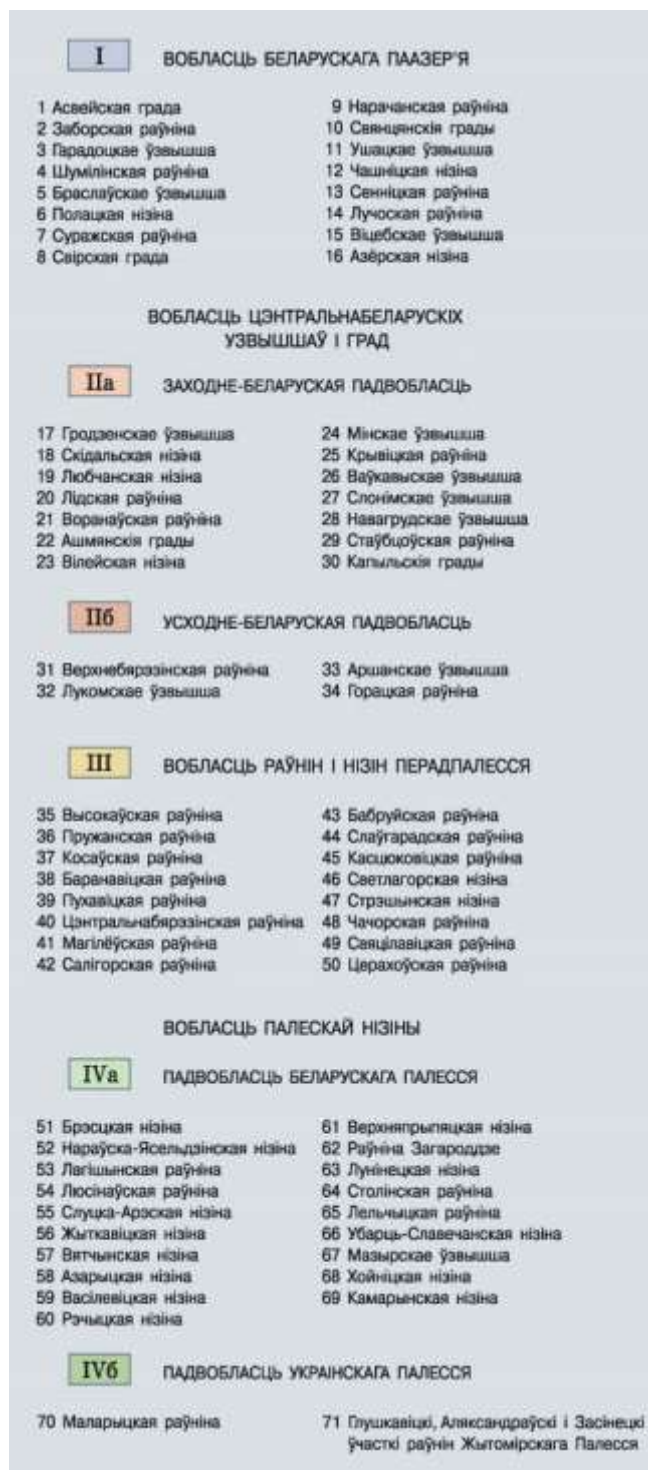 I ВОБЛАСЦЬ БЕЛАРУСКАГА ПААЗЕР'Я
1 Асвейская града
2 Заборская раўніна
3 Гарадоцкае ўзвышша
4 Шумілінская раўніна
5 Браслаўскае ўзвышша
6 Полацкая нізіна
7 Суражская раўніна
8 Свірская града
9 Нарачанская раўніна
10 Свянцянскія грады
11 Ушацкае ўзвышша
12 Чашніцкая нізіна
13 Сенніцкая раўніна
14 Лучоская раўніна
15 Віцебскае ўзвышша
16 Азёрская нізіна
ВОБЛАСЦЬ ЦЭНТРАЛЬНАБЕЛАРУСКІХ
УЗВЫШШАЎ І ГРАД
IIа ЗАХОДНЕ-БЕЛАРУСКАЯ ПАДВОБЛАСЦЬ
17 Гродзенскае ўзвышша
18 Скідальская нізіна
19 Любчанская нізіна
20 Лідская раўніна
21 Воранаўская раўніна
22 Ашмянскія грады
23 Вілейская нізіна
24 Мінскае ўзвышша
25 Крывіцкая раўніна
26 Ваўкавыскае ўзвышша
27 Слонімскае ўзвышша
28 Навагрудскае ўзвышша
29 Стаўбцоўская раўніна
30 Капыльскія грады
IIб УСХОДНЕ-БЕЛАРУСКАЯ ПАДВОБЛАСЦЬ
31 Верхнебярэзінская раўніна
32 Лукомскае ўзвышша
33 Аршанскае ўзвышша
34 Горацкая раўніна
III ВОБЛАСЦЬ РАЎНІН І НІЗІН ПЕРАДПАЛЕССЯ
35 Высокаўская раўніна
36 Пружанская раўніна
37 Косаўская раўніна
38 Баранавіцкая раўніна
39 Пухавіцкая раўніна
40 Цэнтральнабярэзінская раўніна
41 Магілёўская раўніна
42 Салігорская раўніна
43 Бабруйская раўніна
44 Слаўгарадская раўніна
45 Касцюковіцкая раўніна
46 Светлагорская нізіна
47 Стрэшынская нізіна
48 Чачорская раўніна
49 Свяцілавіцкая раўніна
50 Церахоўская раўніна
ВОБЛАСЦЬ ПАЛЕСКАЙ НІЗІНЫ
IVа ПАДВОБЛАСЦЬ БЕЛАРУСКАГА ПАЛЕССЯ
51 Брэсцкая нізіна
52 Нараўска-Ясельдзінская нізіна
53 Лагішынская раўніна
54 Люсінаўская раўніна
55 Слуцка-Арэская нізіна
56 Жыткавіцкая нізіна
57 Вятчынская нізіна
58 Азарыцкая нізіна
59 Васілевіцкая нізіна
60 Рэчыцкая нізіна
61 Верхняпрыпяцкая нізіна
62 Раўніна Загароддзе
63 Лунінецкая нізіна
64 Столінская раўніна
65 Лельчыцкая раўніна
66 Убарць-Славечанская нізіна
67 Мазырскае ўзвышша
68 Хойніцкая нізіна
69 Камарынская нізіна
IVб ПАДВОБЛАСЦЬ УКРАІНСКАГА ПАЛЕССЯ
70 Маларыцкая раўніна
71 Глушкавіцкі, Аляксандраўскі і Засінецкі
ўчасткі раўнін Жытомірскага Палесся